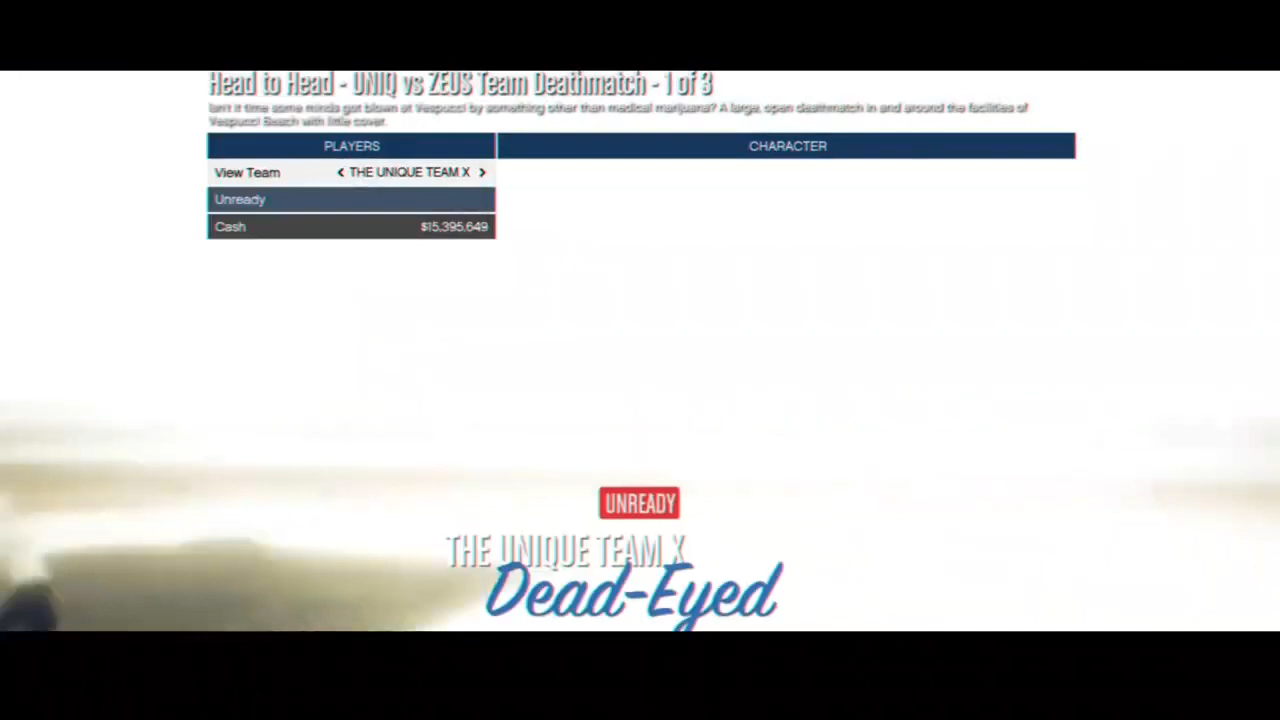 Head to Head - UNIQ vs ZEUS Team Deathmatch - 1 of 3
Isn't it time some minds got blown at Vespucci by something other than medical marijuana? A large, open deathmatch in and around the facilities of
Vespucci Beach with little cover.
PLAYERS CHARACTER
View Team < THE UNIQUE TEAM X >
Unready
Cash $15,395,649
UNREADY
THE UNIQUE TEAM X
Dead-Eyed